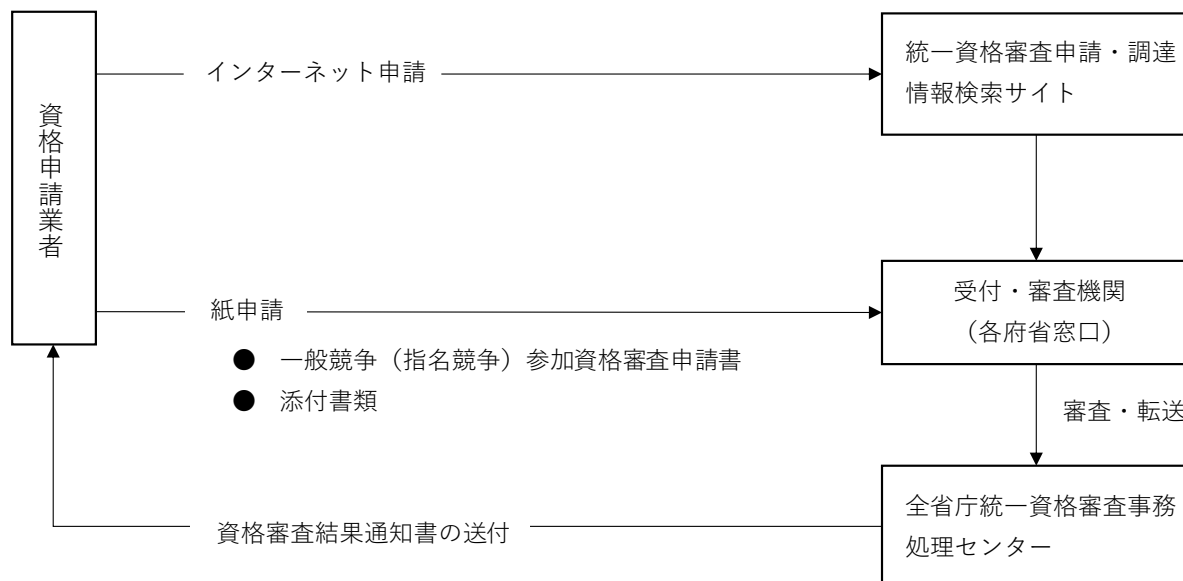 資格申請業者
インターネット申請
統一資格審査申請・調達
情報検索サイト
紙申請
● 一般競争（指名競争）参加資格審査申請書
● 添付書類
受付・審査機関
（各府省窓口）
審査・転送
資格審査結果通知書の送付
全省庁統一資格審査事務
処理センター